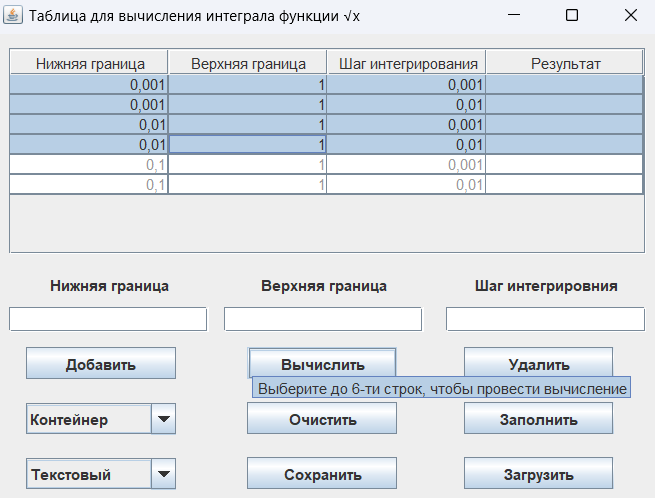 Таблица для вычисления интеграла функции √x
Нижняя граница Верхняя граница Шаг интегрирования Результат
0,001 1 0,001
0,001 1 0,01
0,01 1 0,001
0,01 1 0,01
0,1 1 0,001
0,1 1 0,01
Нижняя граница Верхняя граница Шаг интегрировния
Добавить Вычислить Удалить
Выберите до 6-ти строк, чтобы провести вычисление
Контейнер Очистить Заполнить
Текстовый Сохранить Загрузить